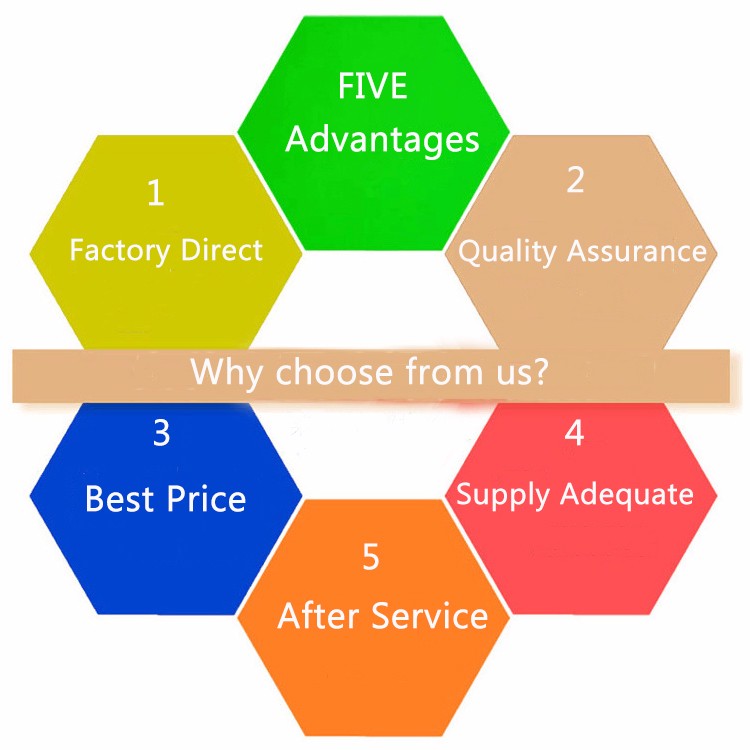 FIVE
Advantages
1
Factory Direct
2
Quality Assurance
Why choose from us?
3
Best Price
4
Supply Adequate
5
After Service